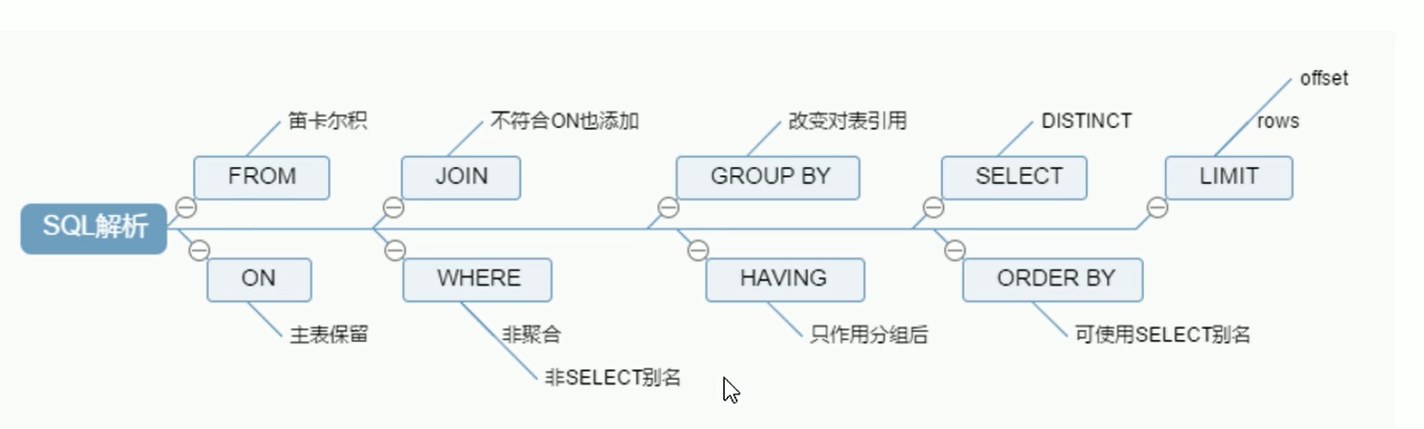 SQL解析
FROM
笛卡尔积
ON
主表保留
JOIN
不符合ON也添加
WHERE
非聚合
非SELECT别名
GROUP BY
改变对表引用
HAVING
只作用分组后
SELECT
DISTINCT
ORDER BY
可使用SELECT别名
LIMIT
offset
rows